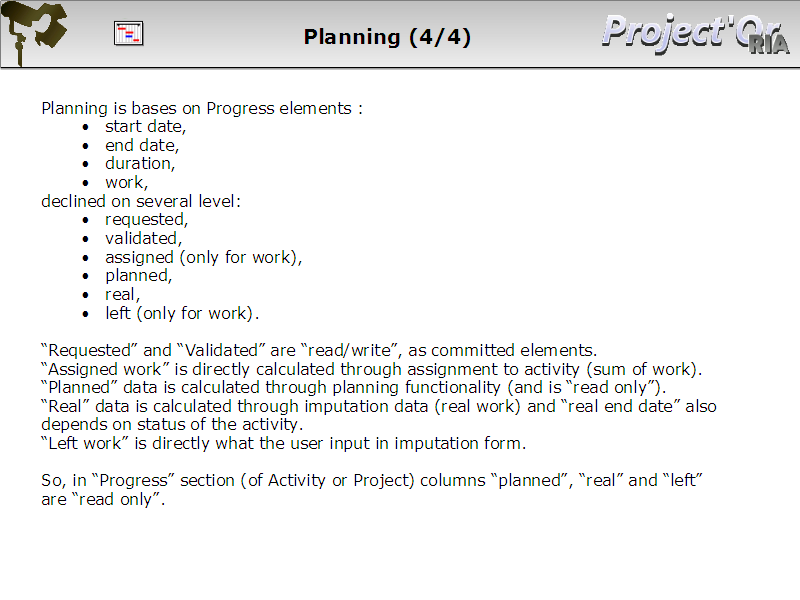 Planning (4/4)
Project'Or
RIA
Planning is bases on Progress elements :
• start date,
• end date,
• duration,
• work,
declined on several level:
• requested,
• validated,
• assigned (only for work),
• planned,
• real,
• left (only for work).
“Requested” and “Validated” are “read/write”, as committed elements.
“Assigned work” is directly calculated through assignment to activity (sum of work).
“Planned” data is calculated through planning functionality (and is “read only”).
“Real” data is calculated through imputation data (real work) and “real end date” also
depends on status of the activity.
“Left work” is directly what the user input in imputation form.
So, in “Progress” section (of Activity or Project) columns “planned”, “real” and “left”
are “read only”.